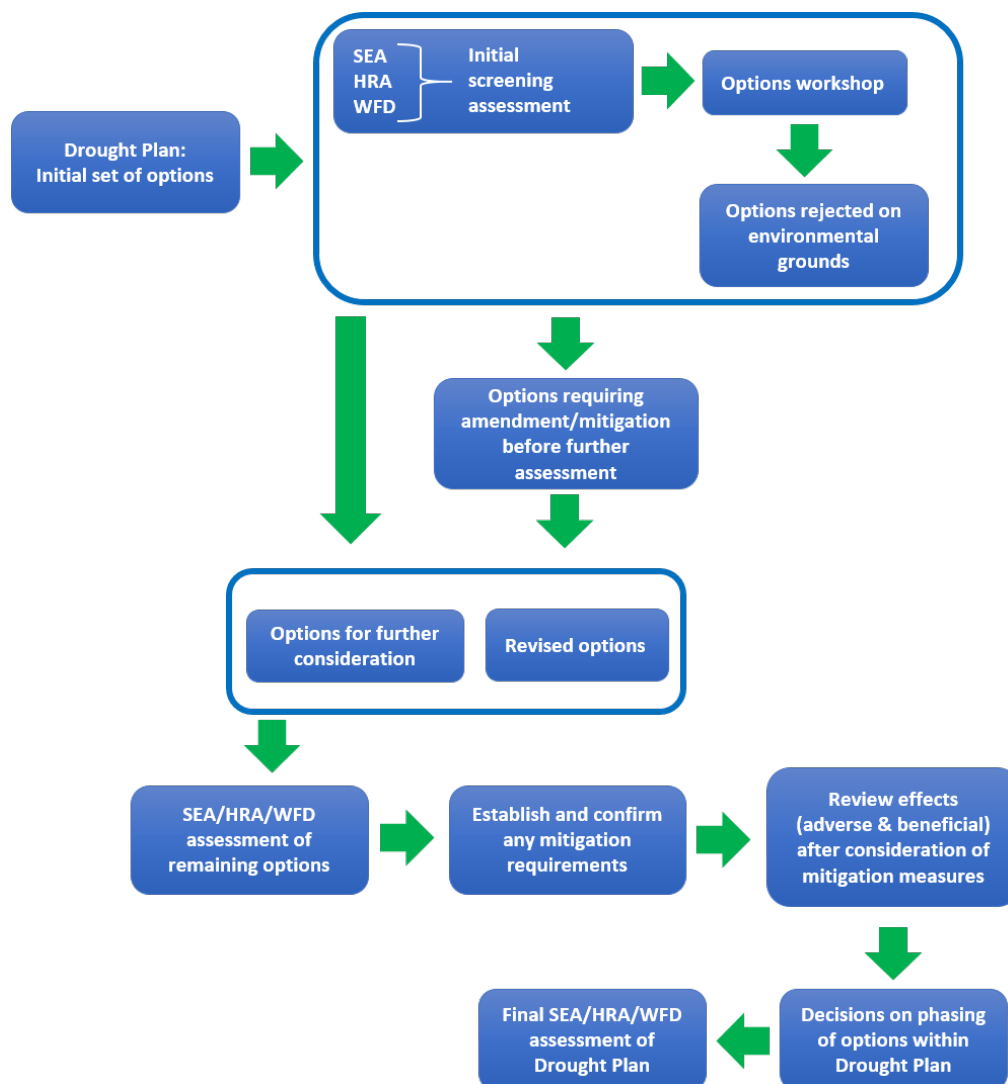 Drought Plan:
Initial set of options
SEA
HRA
WFD
Initial
screening
assessment
Options workshop
Options rejected on
environmental
grounds
Options requiring
amendment/mitigation
before further
assessment
Options for further
consideration
Revised options
SEA/HRA/WFD
assessment of
remaining options
Establish and confirm
any mitigation
requirements
Review effects
(adverse & beneficial)
after consideration of
mitigation measures
Decisions on phasing
of options within
Drought Plan
Final SEA/HRA/WFD
assessment of
Drought Plan